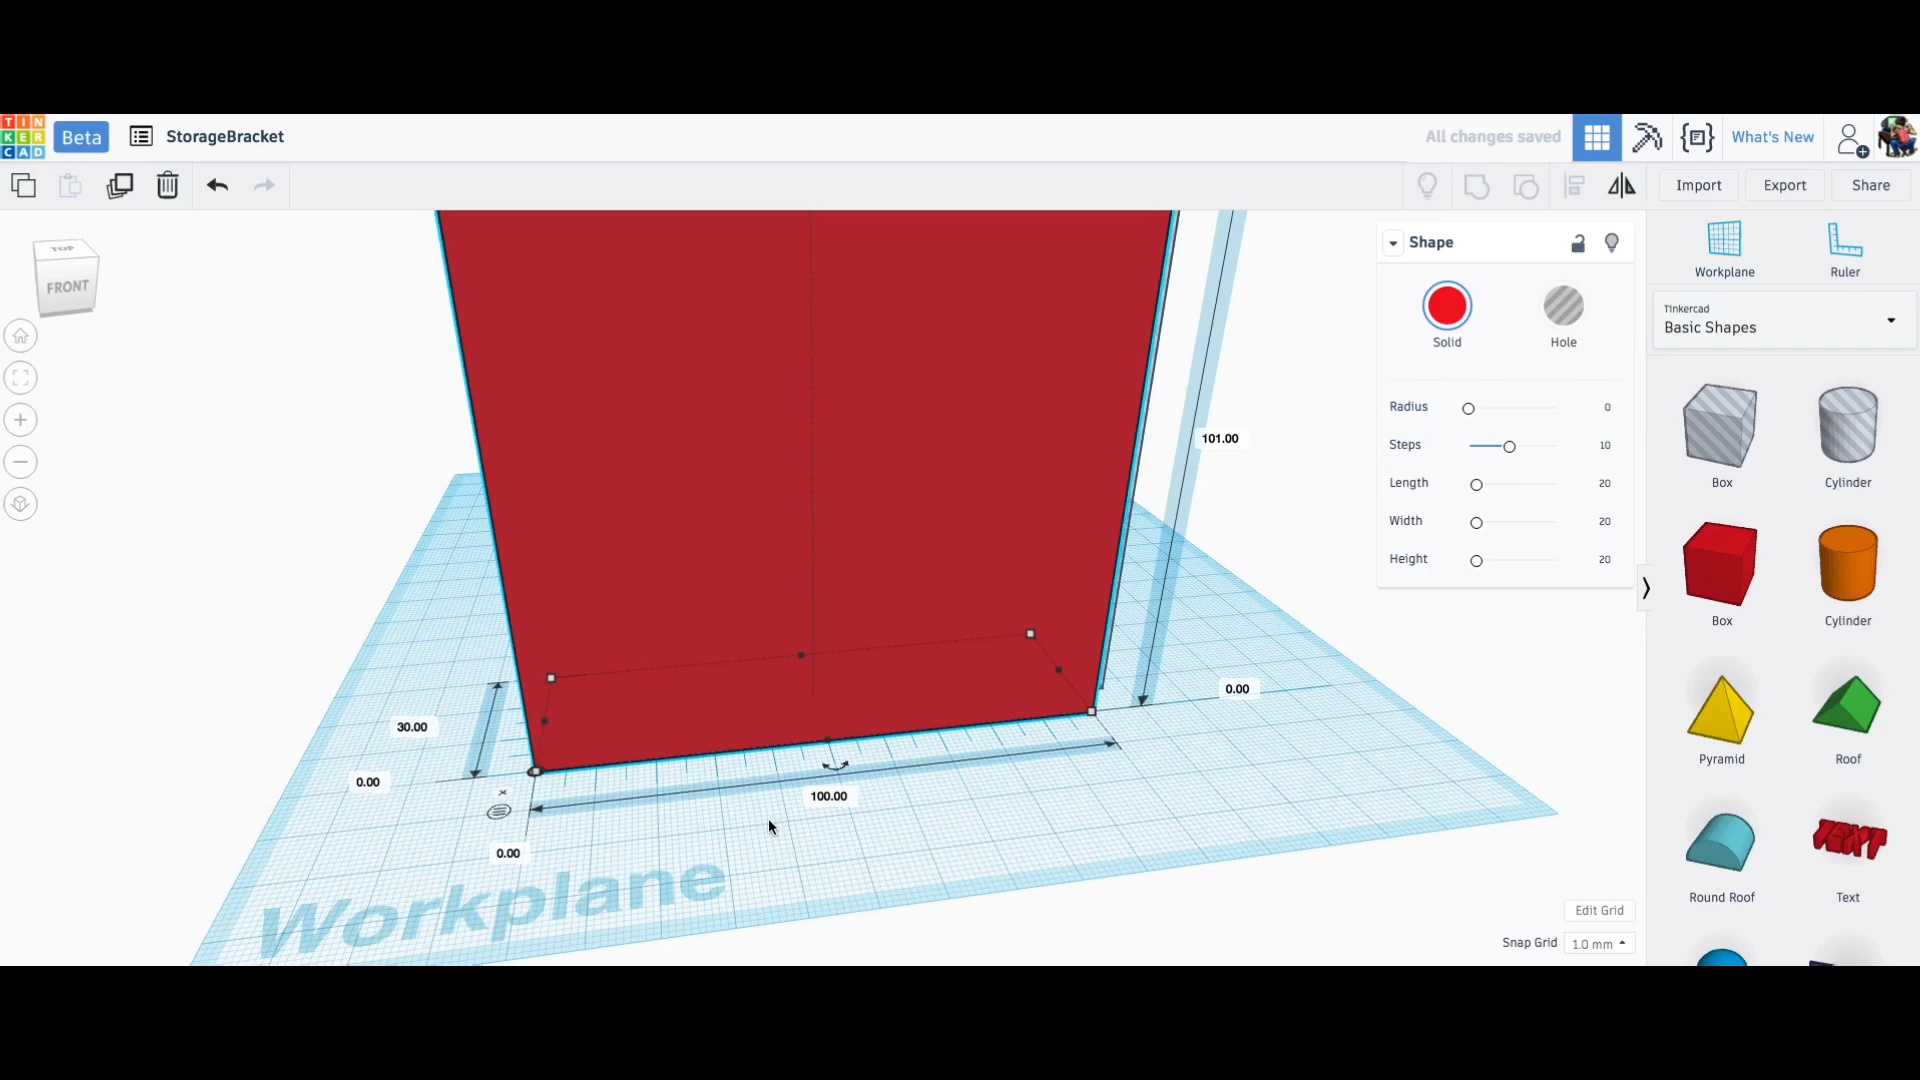 TIN
KER
CAD
Beta
StorageBracket
All changes saved
What's New
Import
Export
Share
TOP
FRONT
Shape
Solid
Hole
Radius
0
Steps
10
Length
20
Width
20
Height
20
Workplane
Ruler
Tinkercad
Basic Shapes
Box
Cylinder
Box
Cylinder
Pyramid
Roof
Round Roof
TEXT
Text
101.00
0.00
30.00
0.00
100.00
0.00
Workplane
Edit Grid
Snap Grid
1.0 mm